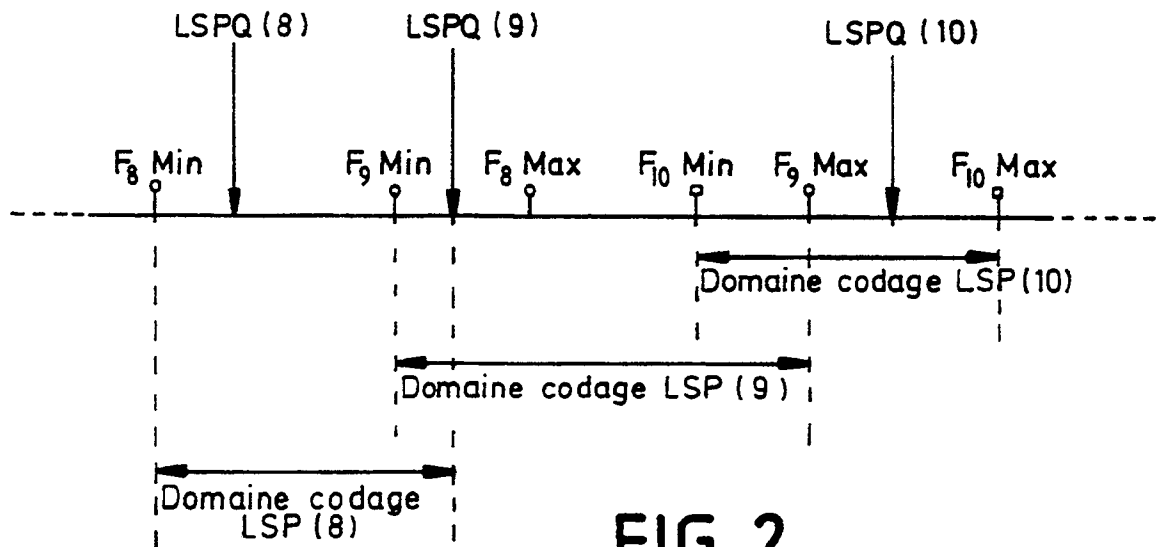 LSPQ (8)
LSPQ (9)
LSPQ (10)
F8 Min
F9 Min
F8 Max
F10 Min
F9 Max
F10 Max
Domaine codage LSP (10)
Domaine codage LSP (9)
Domaine codage
LSP (8)
FIG. 2